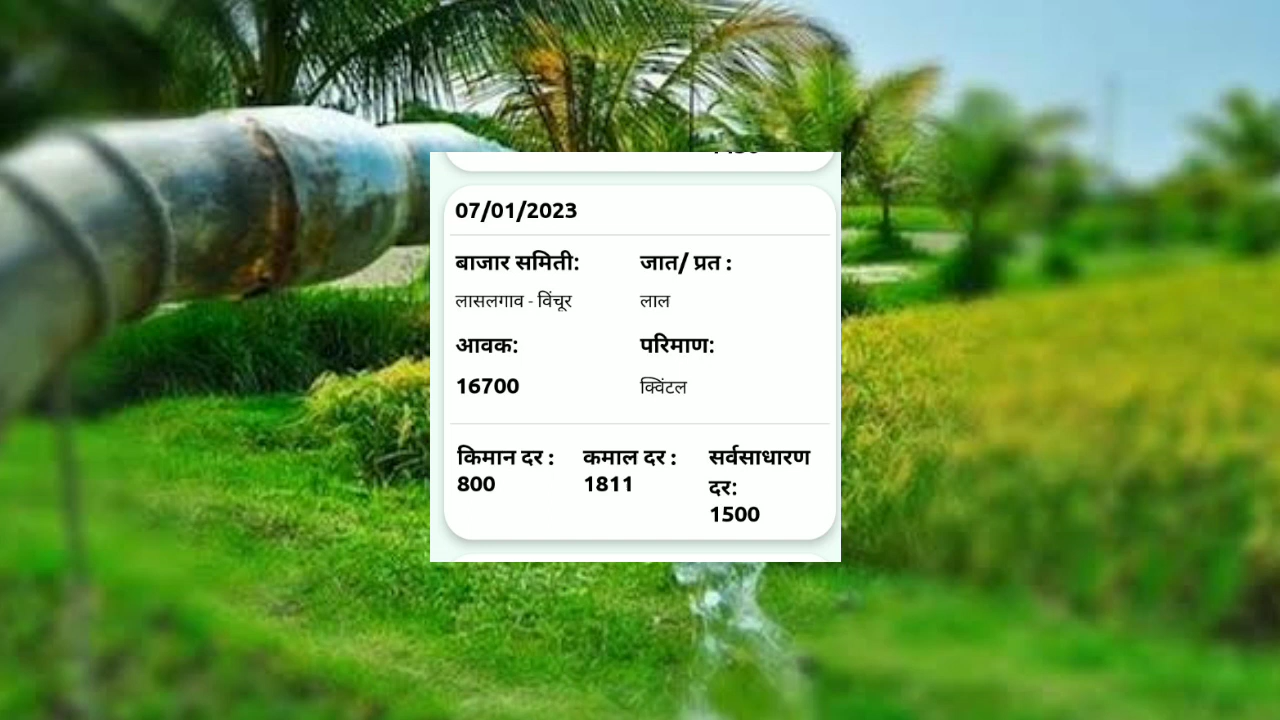 07/01/2023
बाजार समिती: जात/ प्रत :
लासलगाव - विंचूर लाल
आवक: परिमाण:
16700 क्विंटल
किमान दर : कमाल दर : सर्वसाधारण
800 1811 दर:
1500